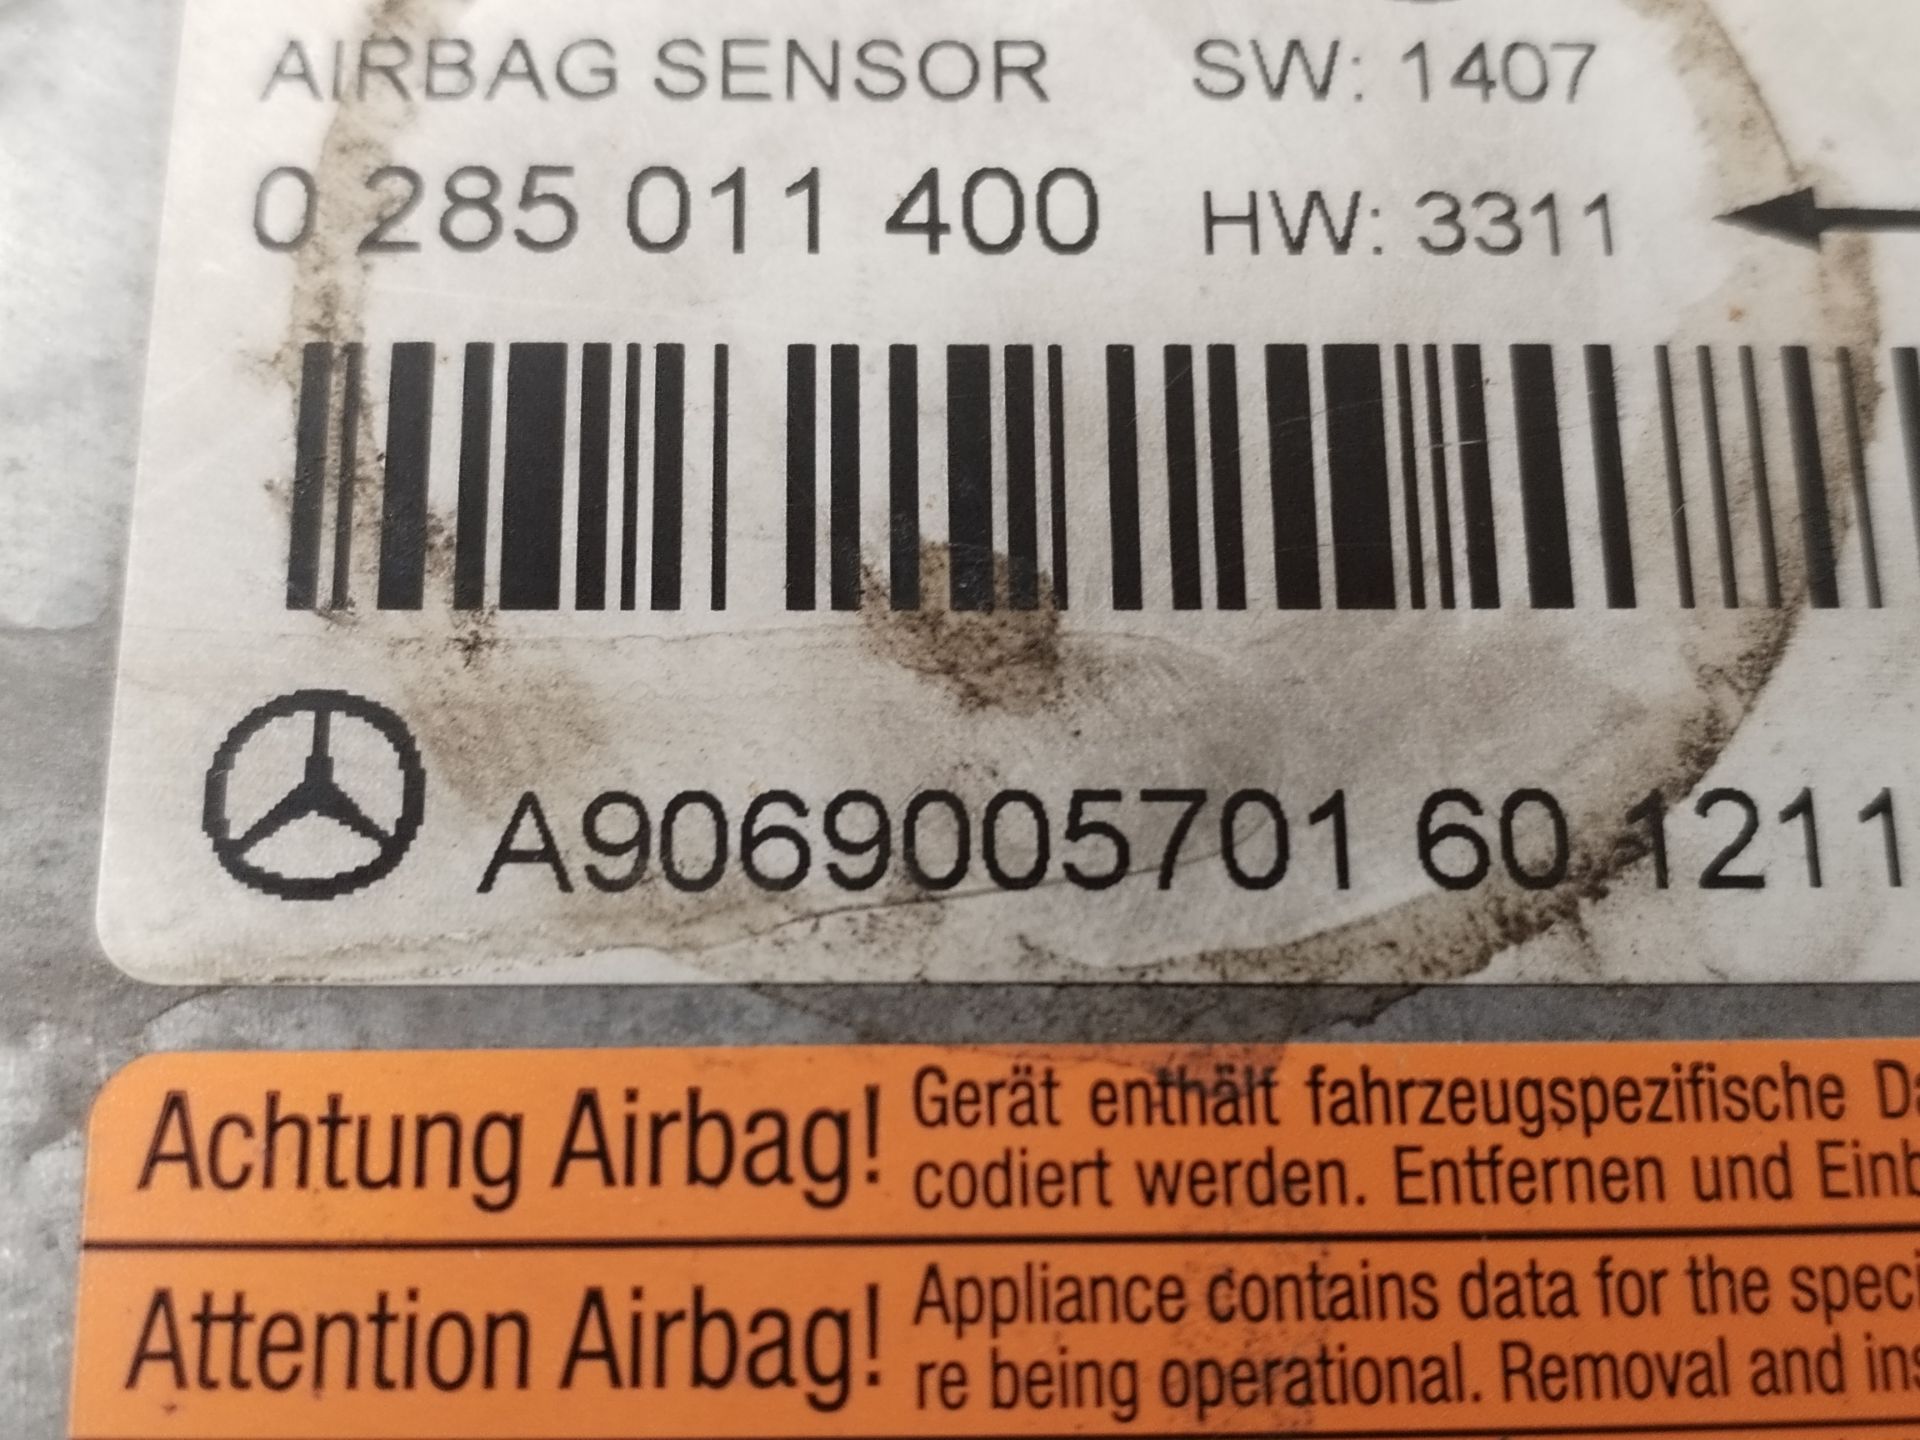 AIRBAG SENSOR SW: 1407
0 285 011 400 HW: 3311
A9069005701 60 1211
Achtung Airbag! Gerät enthält fahrzeugspezifische
codiert werden. Entfernen und
Attention Airbag! Appliance contains data for the
re being operational. Removal and